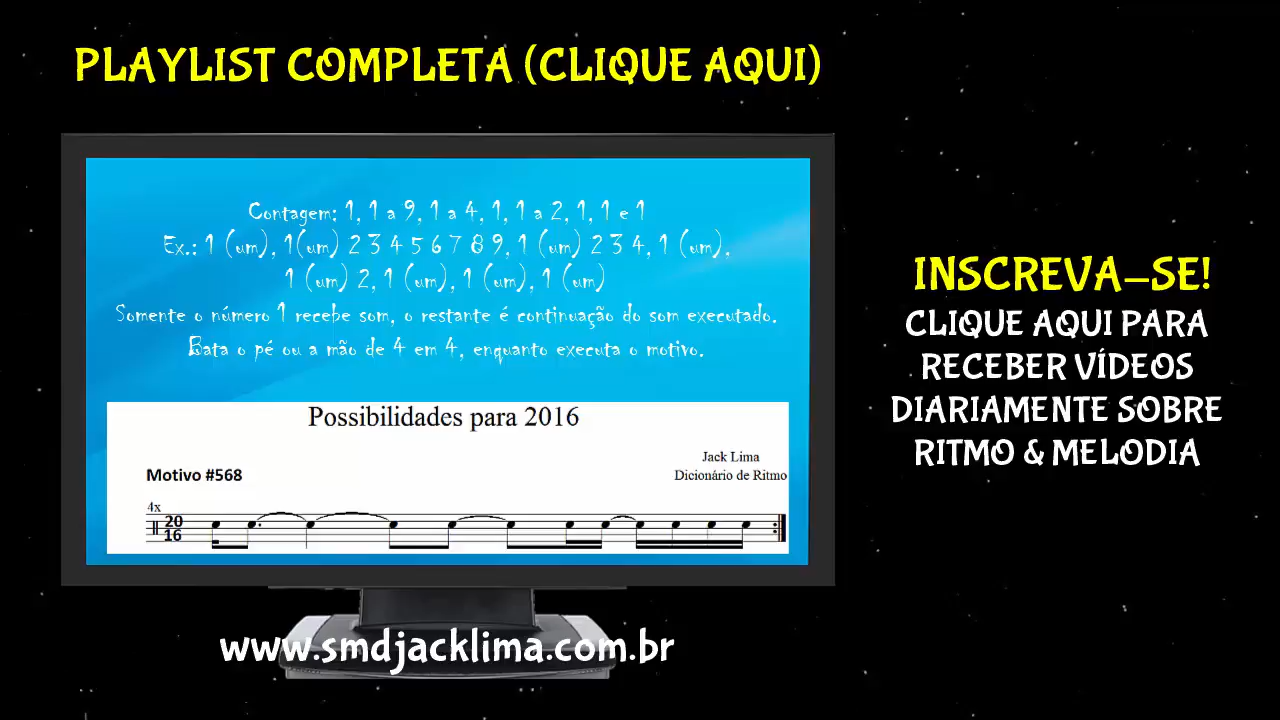 PLAYLIST COMPLETA (CLIQUE AQUI)
Contagem: 1, 1 a 9, 1 a 4, 1, 1 a 2, 1, 1 e 1
Ex.: 1 (um), 1(um) 2 3 4 5 6 7 8 9, 1 (um) 2 3 4, 1 (um),
1 (um) 2, 1 (um), 1 (um), 1 (um)
Somente o número 1 recebe som, o restante é continuação do som executado.
Bata o pé ou a mão de 4 em 4, enquanto executa o motivo.
Possibilidades para 2016
Jack Lima
Motivo #568
Dicionário de Ritmo
4x
20
16
INSCREVA-SE!
CLIQUE AQUI PARA
RECEBER VÍDEOS
DIARIAMENTE SOBRE
RITMO & MELODIA
www.smdjacklima.com.br